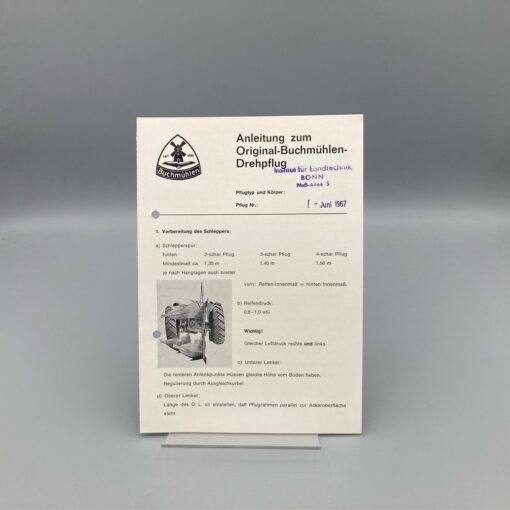 Buchmühlen
Anleitung zum
Original-Buchmühlen-
Drehpflug
Institut für Landtechnik
BONN
Nuß-Allee 5
Pflugtyp und Körper:
Pflug Nr.:
- Juni 1967
1. Vorbereitung des Schleppers:
a) Schlepperspur:
hinten: 2-schar Pflug 3-schar Pflug 4-schar Pflug
Mindestmaß ca. 1,30 m 1,40 m 1,50 m
je nach Hanglagen auch breiter
vorn: Reifen-Innenmaß = hinten Innenmaß.
b) Reifendruck:
0,8–1,0 atü
Wichtig!
Gleicher Luftdruck rechts und links
c) Unterer Lenker:
Die hinteren Anlenkpunkte müssen gleiche Höhe vom Boden haben.
Regulierung durch Ausgleichkurbel.
d) Oberer Lenker:
Länge des O. L. so einstellen, daß Pflugrahmen parallel zur Ackeroberfläche
steht.